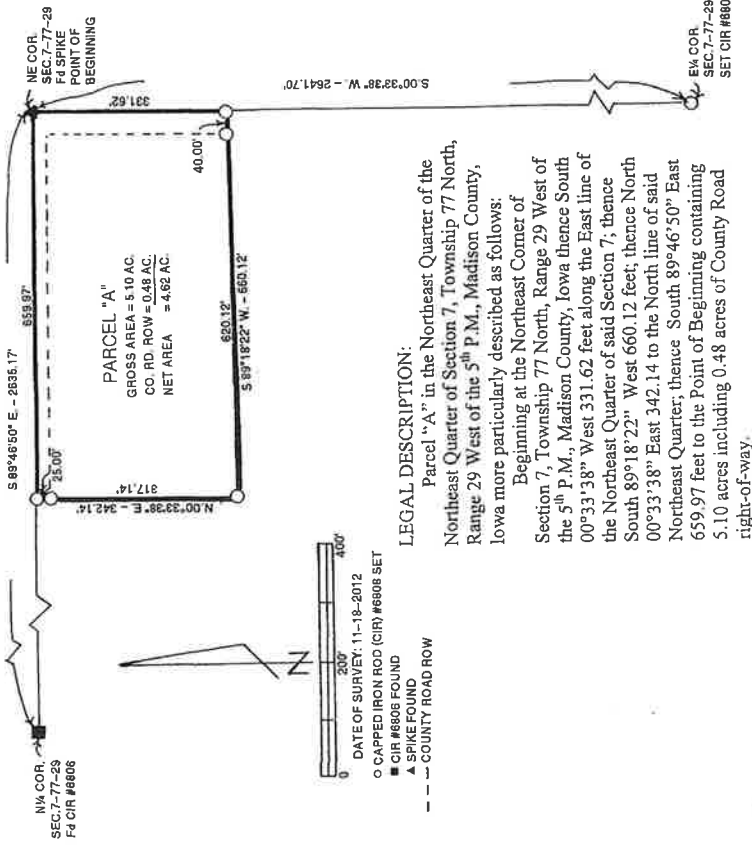 S 89°46'50" E. - 2635.17'
659.97'
N¼ COR.
SEC.7-77-29
Fd CIR #6806
NE COR.
SEC.7-77-29
Fd SPIKE
POINT OF
BEGINNING
25.00'
PARCEL "A"
GROSS AREA = 5.10 AC.
CO. RD. ROW = 0.48 AC.
NET AREA = 4.62 AC.
331.62'
317.14'
N.00°33'38" E - 342.14'
40.00'
620.12'
S 89°18'22" W. - 660.12'
S.00°33'38" W. - 2641.70'
E¼ COR.
SEC.7-77-29
SET CIR #680
N
0 200' 400'
DATE OF SURVEY: 11-18-2012
○ CAPPED IRON ROD (CIR) #6808 SET
■ CIR #6806 FOUND
▲ SPIKE FOUND
— — — COUNTY ROAD ROW
LEGAL DESCRIPTION:
Parcel "A" in the Northeast Quarter of the
Northeast Quarter of Section 7, Township 77 North,
Range 29 West of the 5th P.M., Madison County,
Iowa more particularly described as follows:
Beginning at the Northeast Corner of
Section 7, Township 77 North, Range 29 West of
the 5th P.M., Madison County, Iowa thence South
00°33'38" West 331.62 feet along the East line of
the Northeast Quarter of said Section 7; thence
South 89°18'22" West 660.12 feet; thence North
00°33'38" East 342.14 to the North line of said
Northeast Quarter; thence South 89°46'50" East
659.97 feet to the Point of Beginning containing
5.10 acres including 0.48 acres of County Road
right-of-way.